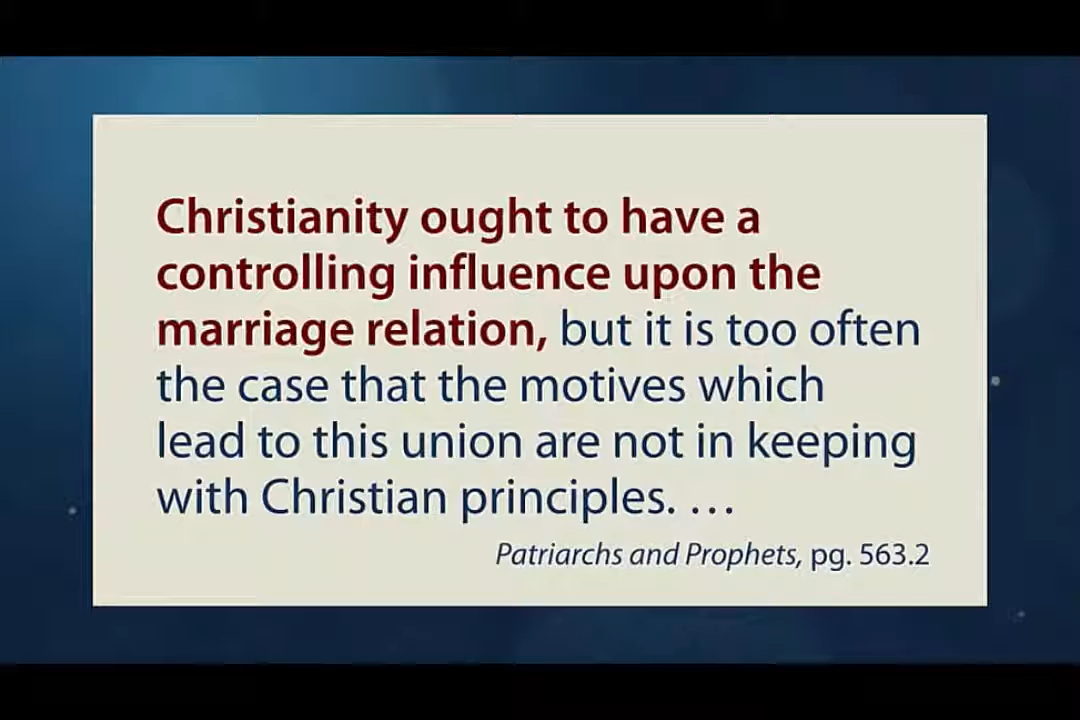 Christianity ought to have a
controlling influence upon the
marriage relation, but it is too often
the case that the motives which
lead to this union are not in keeping
with Christian principles. …
Patriarchs and Prophets, pg. 563.2